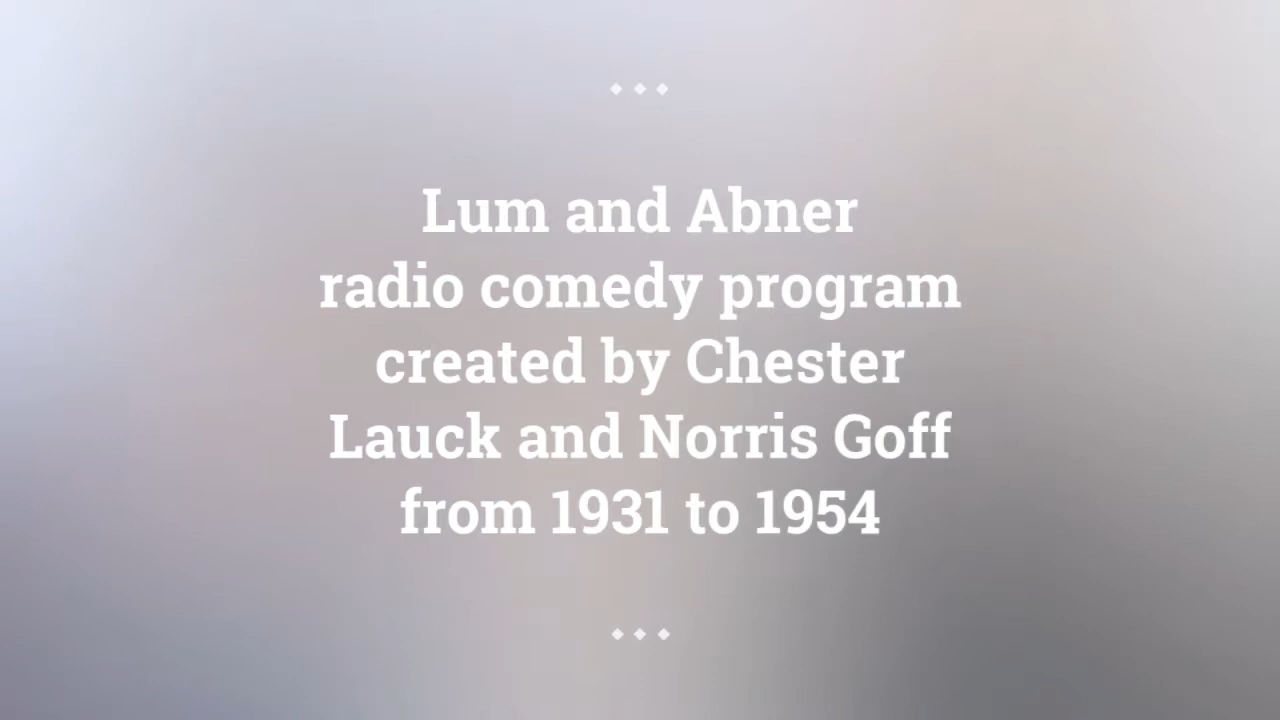 Lum and Abner
radio comedy program
created by Chester
Lauck and Norris Goff
from 1931 to 1954